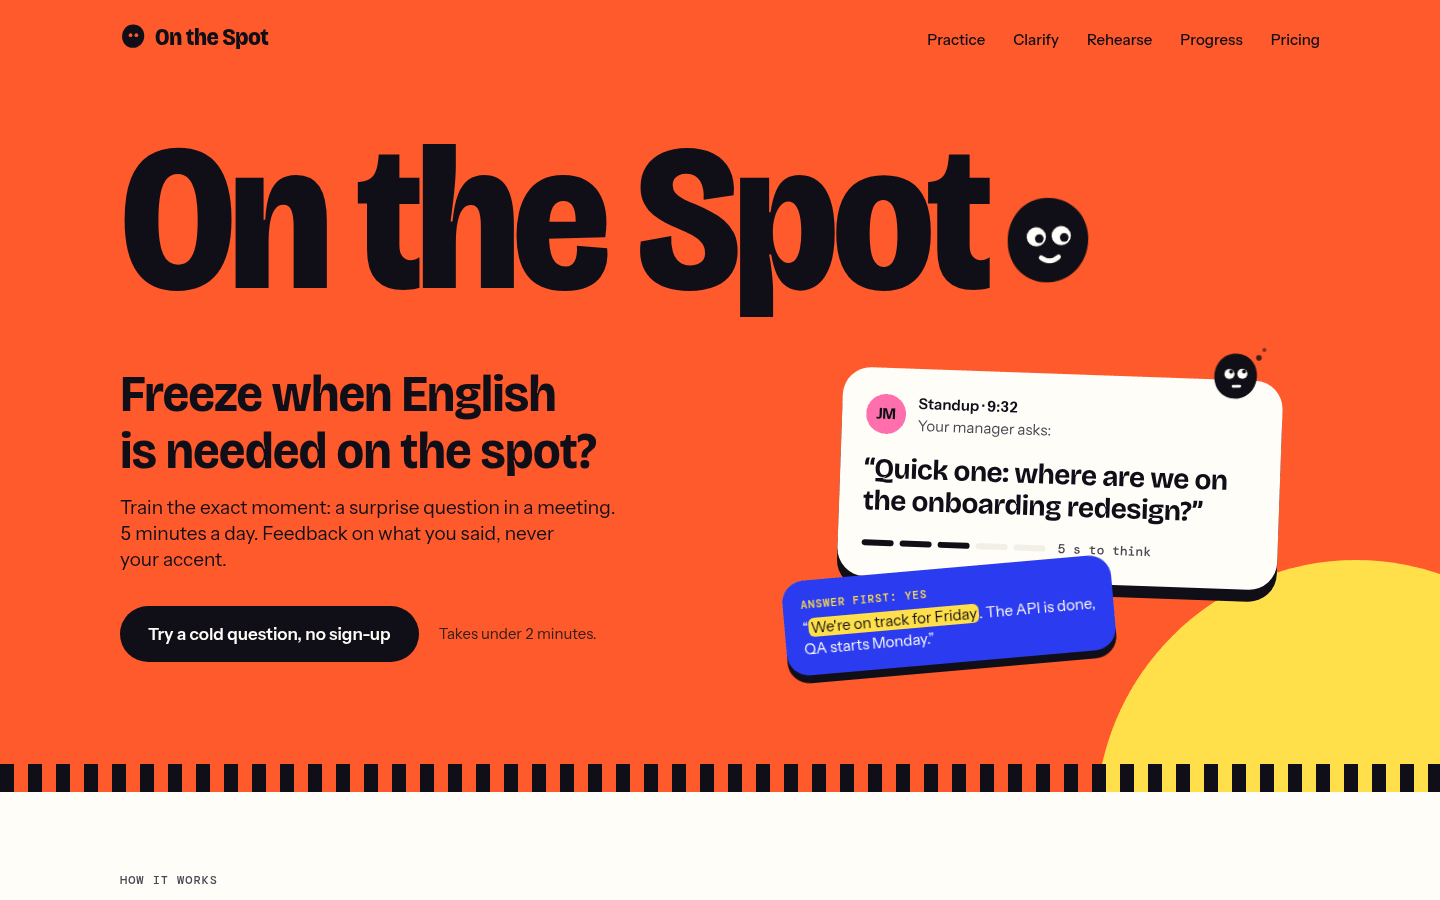 On the Spot
Practice
Clarify
Rehearse
Progress
Pricing
On the Spot
Freeze when English
is needed on the spot?
Train the exact moment: a surprise question in a meeting.
5 minutes a day. Feedback on what you said, never
your accent.
Try a cold question, no sign-up
Takes under 2 minutes.
JM
Standup · 9:32
Your manager asks:
“Quick one: where are we on
the onboarding redesign?”
5 s to think
ANSWER FIRST: YES
“We're on track for Friday. The API is done,
QA starts Monday.”
HOW IT WORKS